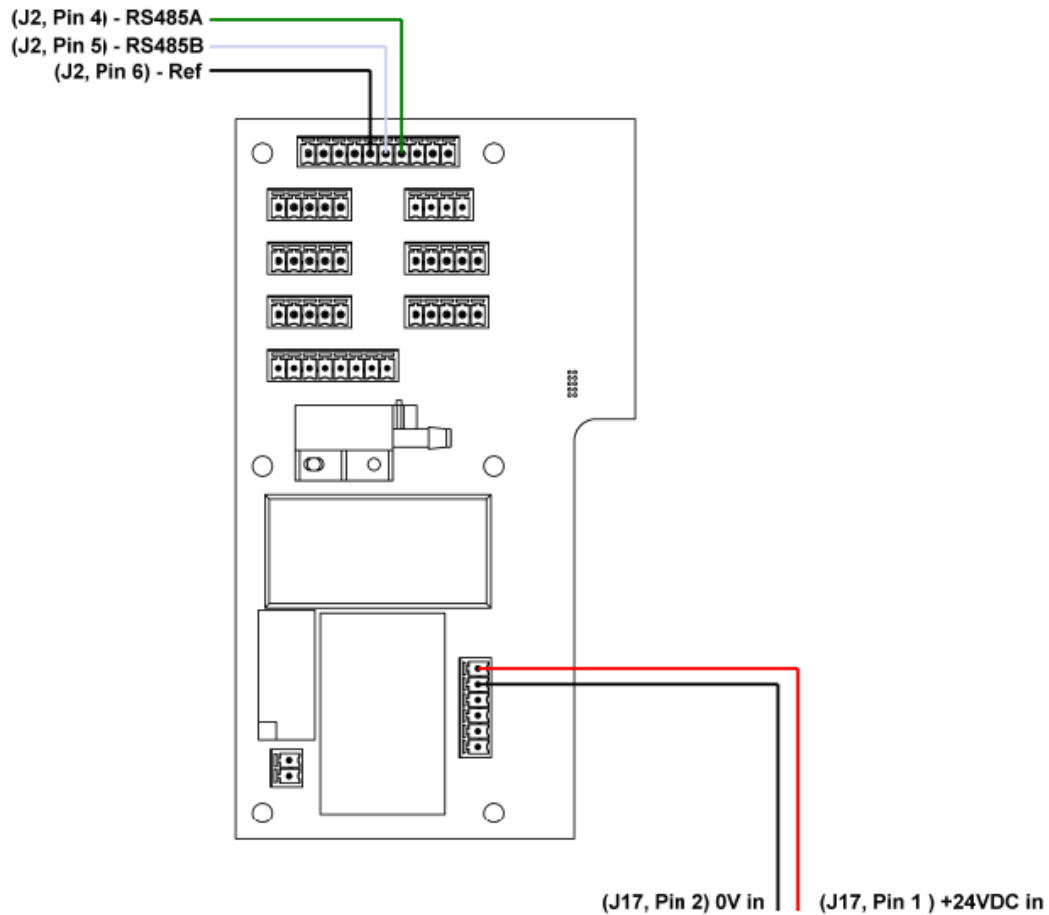 (J2, Pin 4) - RS485A
(J2, Pin 5) - RS485B
(J2, Pin 6) - Ref
(J17, Pin 2) 0V in
(J17, Pin 1 ) +24VDC in